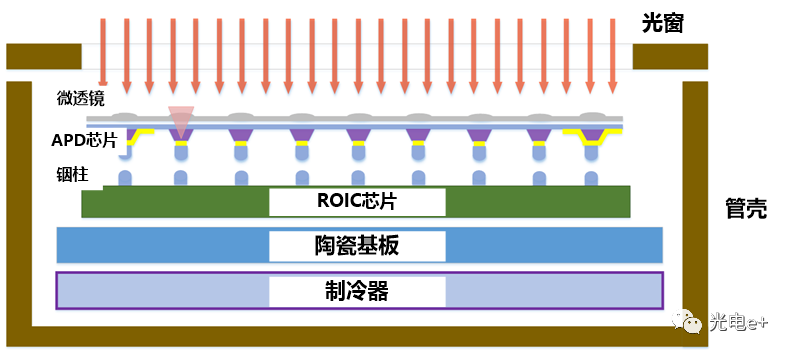 光窗
微透镜
APD芯片
铟柱
ROIC芯片
管壳
陶瓷基板
制冷器
光电e+